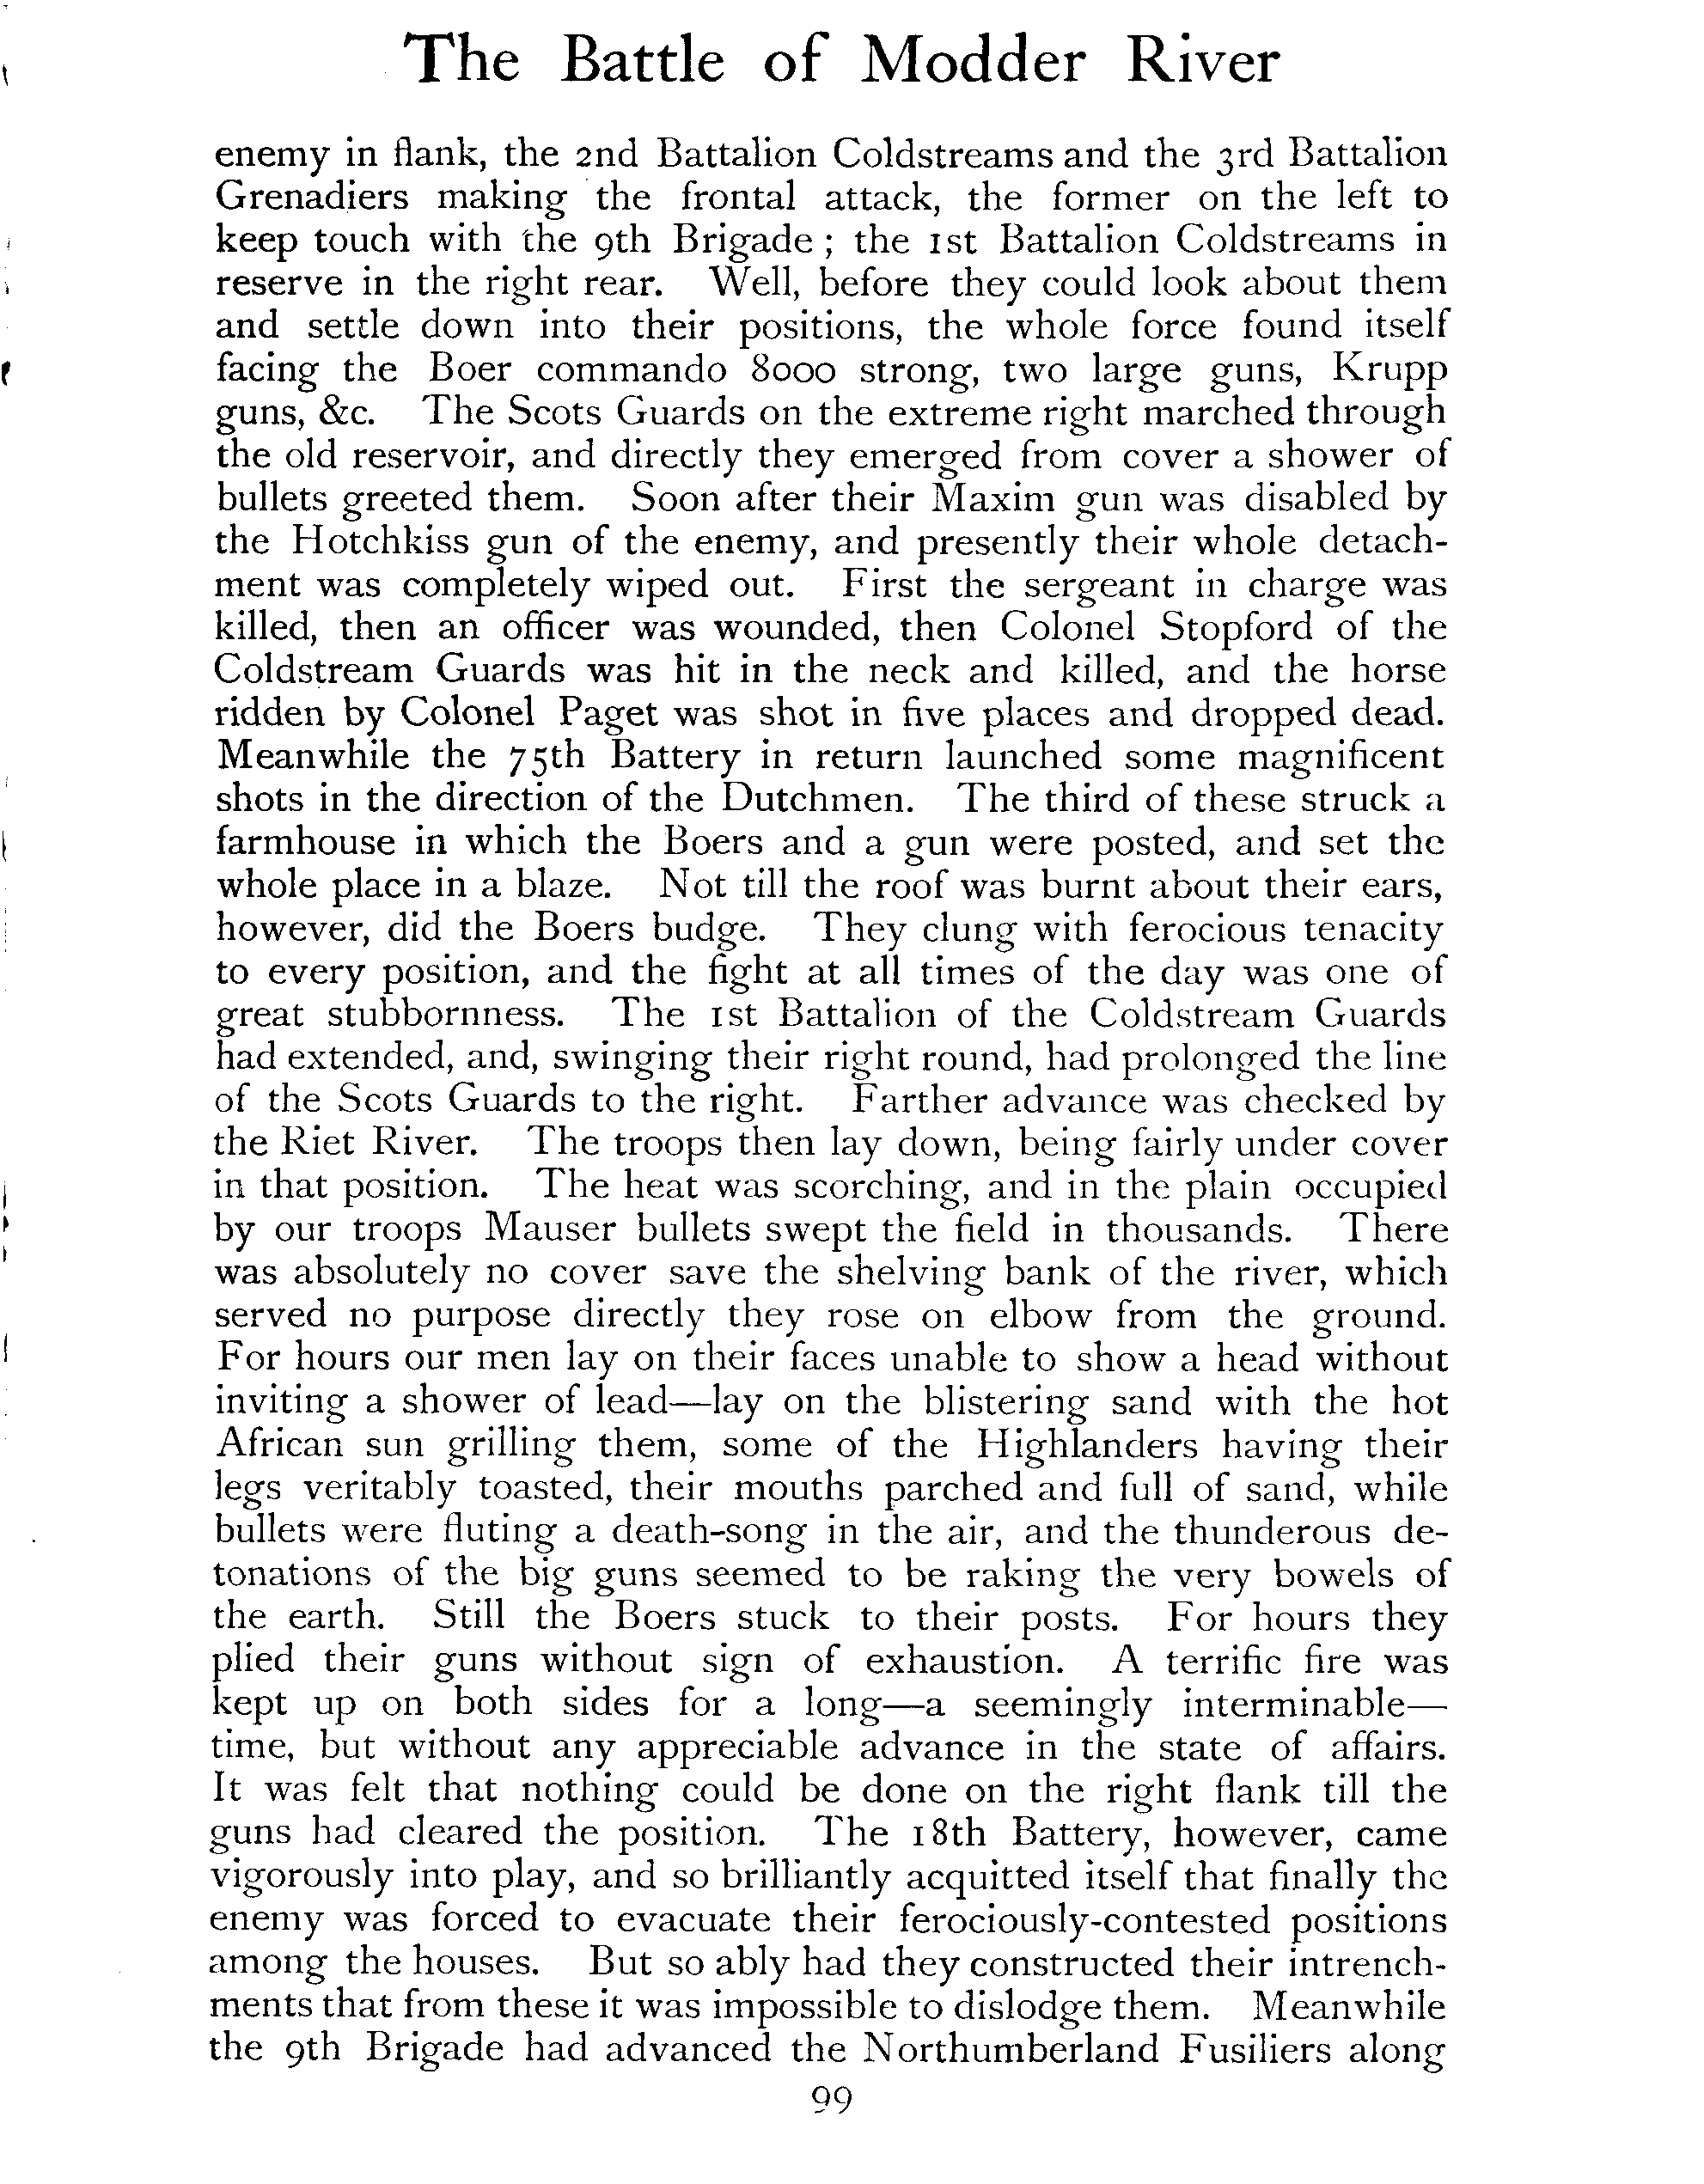 The Battle of Modder River
enemy in flank, the 2nd Battalion Coldstreams and the 3rd Battalion
Grenadiers making the frontal attack, the former on the left to
keep touch with the 9th Brigade ; the 1st Battalion Coldstreams in
reserve in the right rear. Well, before they could look about them
and settle down into their positions, the whole force found itself
facing the Boer commando 8000 strong, two large guns, Krupp
guns, &c. The Scots Guards on the extreme right marched through
the old reservoir, and directly they emerged from cover a shower of
bullets greeted them. Soon after their Maxim gun was disabled by
the Hotchkiss gun of the enemy, and presently their whole detach-
ment was completely wiped out. First the sergeant in charge was
killed, then an officer was wounded, then Colonel Stopford of the
Coldstream Guards was hit in the neck and killed, and the horse
ridden by Colonel Paget was shot in five places and dropped dead.
Meanwhile the 75th Battery in return launched some magnificent
shots in the direction of the Dutchmen. The third of these struck a
farmhouse in which the Boers and a gun were posted, and set the
whole place in a blaze. Not till the roof was burnt about their ears,
however, did the Boers budge. They clung with ferocious tenacity
to every position, and the fight at all times of the day was one of
great stubbornness. The 1st Battalion of the Coldstream Guards
had extended, and, swinging their right round, had prolonged the line
of the Scots Guards to the right. Farther advance was checked by
the Riet River. The troops then lay down, being fairly under cover
in that position. The heat was scorching, and in the plain occupied
by our troops Mauser bullets swept the field in thousands. There
was absolutely no cover save the shelving bank of the river, which
served no purpose directly they rose on elbow from the ground.
For hours our men lay on their faces unable to show a head without
inviting a shower of lead—lay on the blistering sand with the hot
African sun grilling them, some of the Highlanders having their
legs veritably toasted, their mouths parched and full of sand, while
bullets were fluting a death-song in the air, and the thunderous de-
tonations of the big guns seemed to be raking the very bowels of
the earth. Still the Boers stuck to their posts. For hours they
plied their guns without sign of exhaustion. A terrific fire was
kept up on both sides for a long—a seemingly interminable—
time, but without any appreciable advance in the state of affairs.
It was felt that nothing could be done on the right flank till the
guns had cleared the position. The 18th Battery, however, came
vigorously into play, and so brilliantly acquitted itself that finally the
enemy was forced to evacuate their ferociously-contested positions
among the houses. But so ably had they constructed their intrench-
ments that from these it was impossible to dislodge them. Meanwhile
the 9th Brigade had advanced the Northumberland Fusiliers along
99